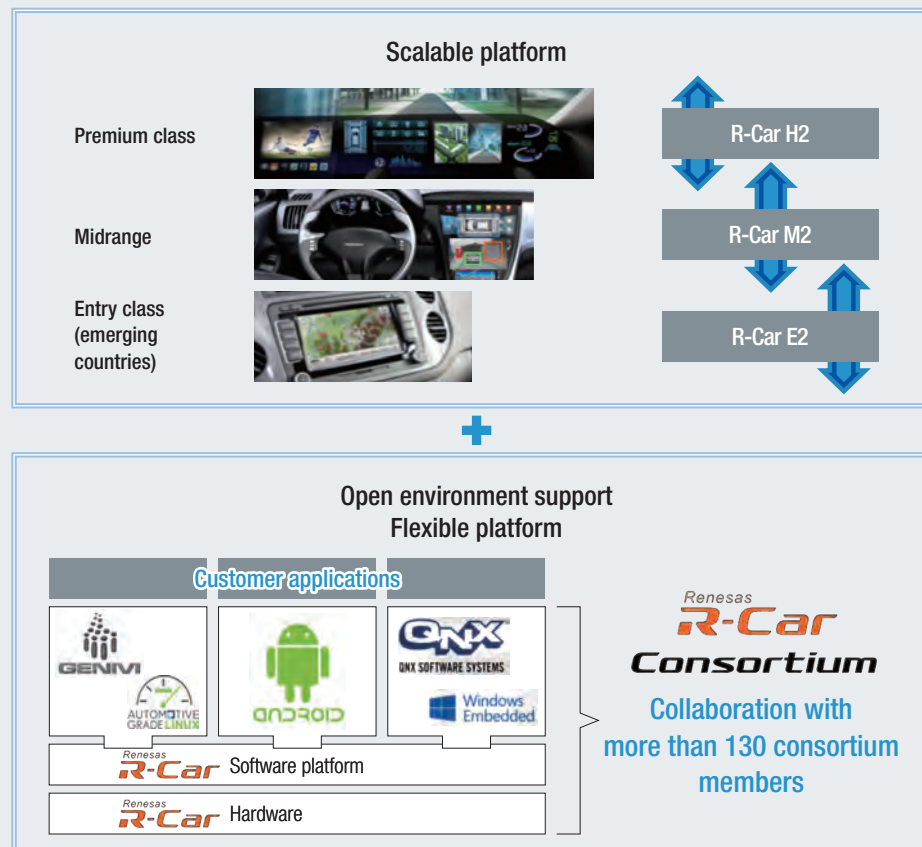 Scalable platform
Premium class
R-Car H2
Midrange
R-Car M2
Entry class
(emerging
countries)
R-Car E2
Open environment support
Flexible platform
Customer applications
GENIVI
AUTOMOTIVE
GRADELINUX
ANDROID
QNX
QNX SOFTWARE SYSTEMS
Windows
Embedded
Renesas
R-Car Software platform
Renesas
R-Car Hardware
Renesas
R-Car
Consortium
Collaboration with
more than 130 consortium
members